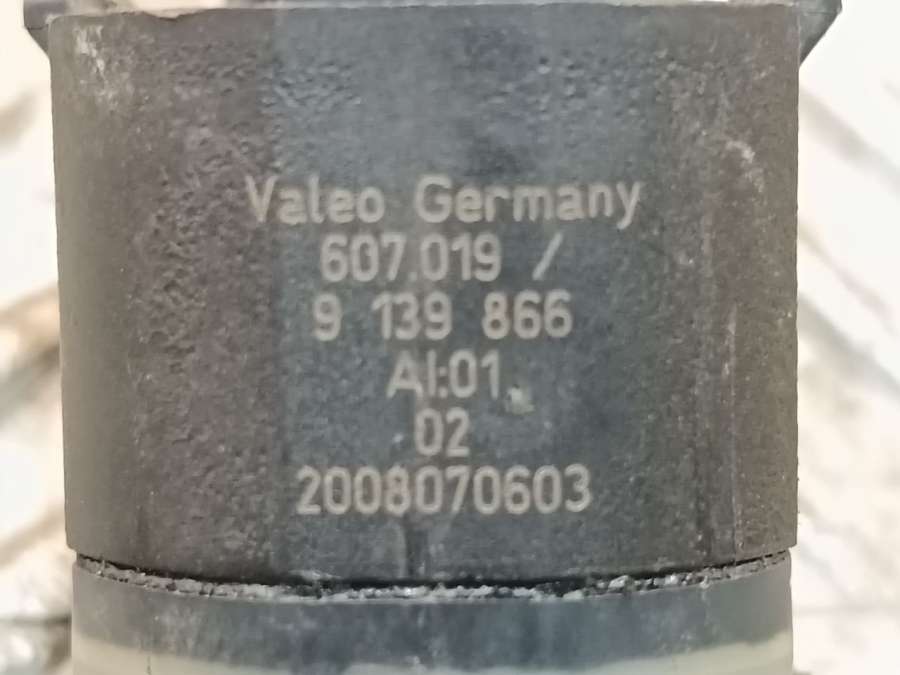 Valeo Germany
607.019 /
9 139 866
AI:01
02
2008070603